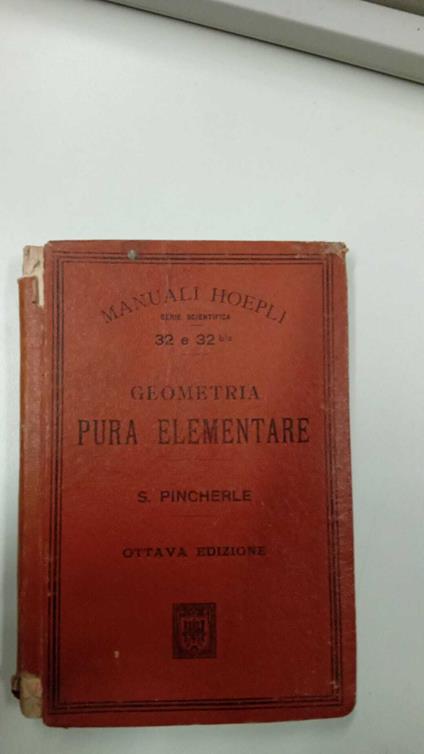 MANUALI HOEPLI
SERIE SCIENTIFICA
32 e 32 bis
GEOMETRIA
PURA ELEMENTARE
S. PINCHERLE
OTTAVA EDIZIONE